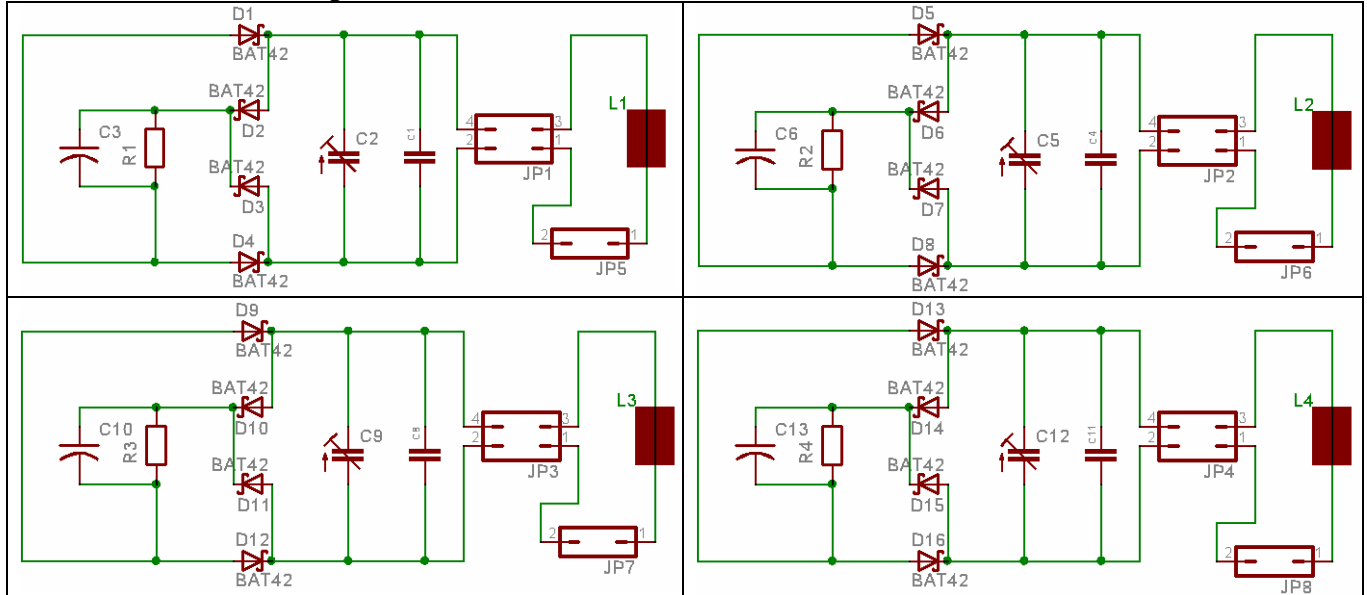 D1
BAT42
BAT42
D2
BAT42
D3
D4
BAT42
C3
R1
C2
C1
4
2
3
1
JP1
L1
2
1
JP5
D5
BAT42
BAT42
D6
BAT42
D7
D8
BAT42
C6
R2
C5
C4
4
2
3
1
JP2
L2
2
1
JP6
D9
BAT42
BAT42
D10
BAT42
D11
D12
BAT42
C10
R3
C9
C8
4
2
3
1
JP3
L3
2
1
JP7
D13
BAT42
BAT42
D14
BAT42
D15
D16
BAT42
C13
R4
C12
C11
4
2
3
1
JP4
L4
2
1
JP8